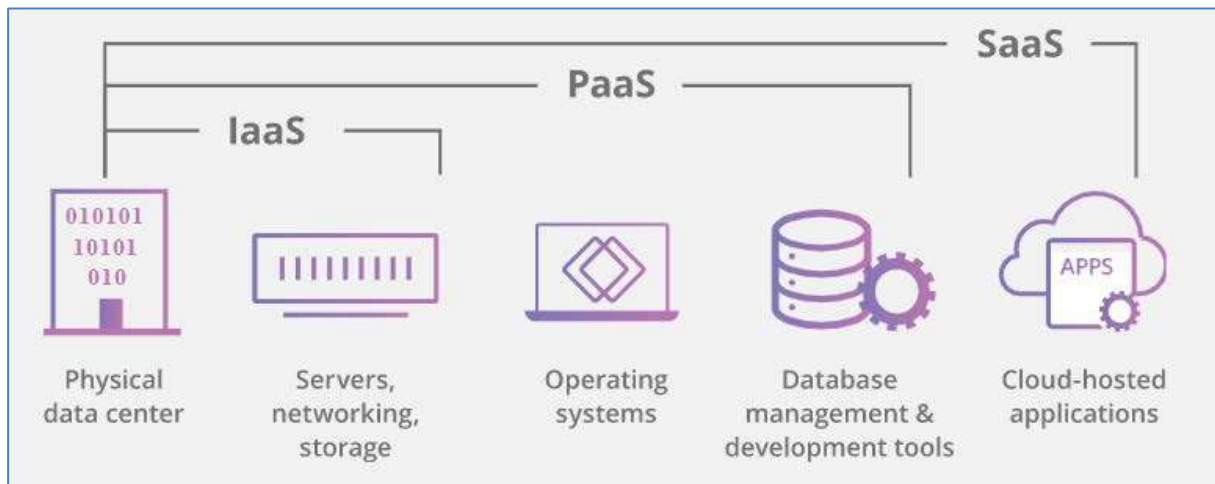 SaaS
PaaS
IaaS
010101
10101
010
APPS
Physical
data center
Servers,
networking,
storage
Operating
systems
Database
management &
development tools
Cloud-hosted
applications